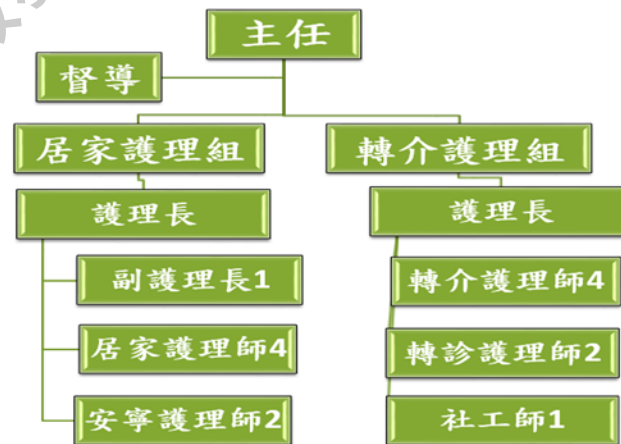 主任
督導
居家護理組
轉介護理組
護理長
護理長
副護理長1
轉介護理師4
居家護理師4
轉診護理師2
安寧護理師2
社工師1